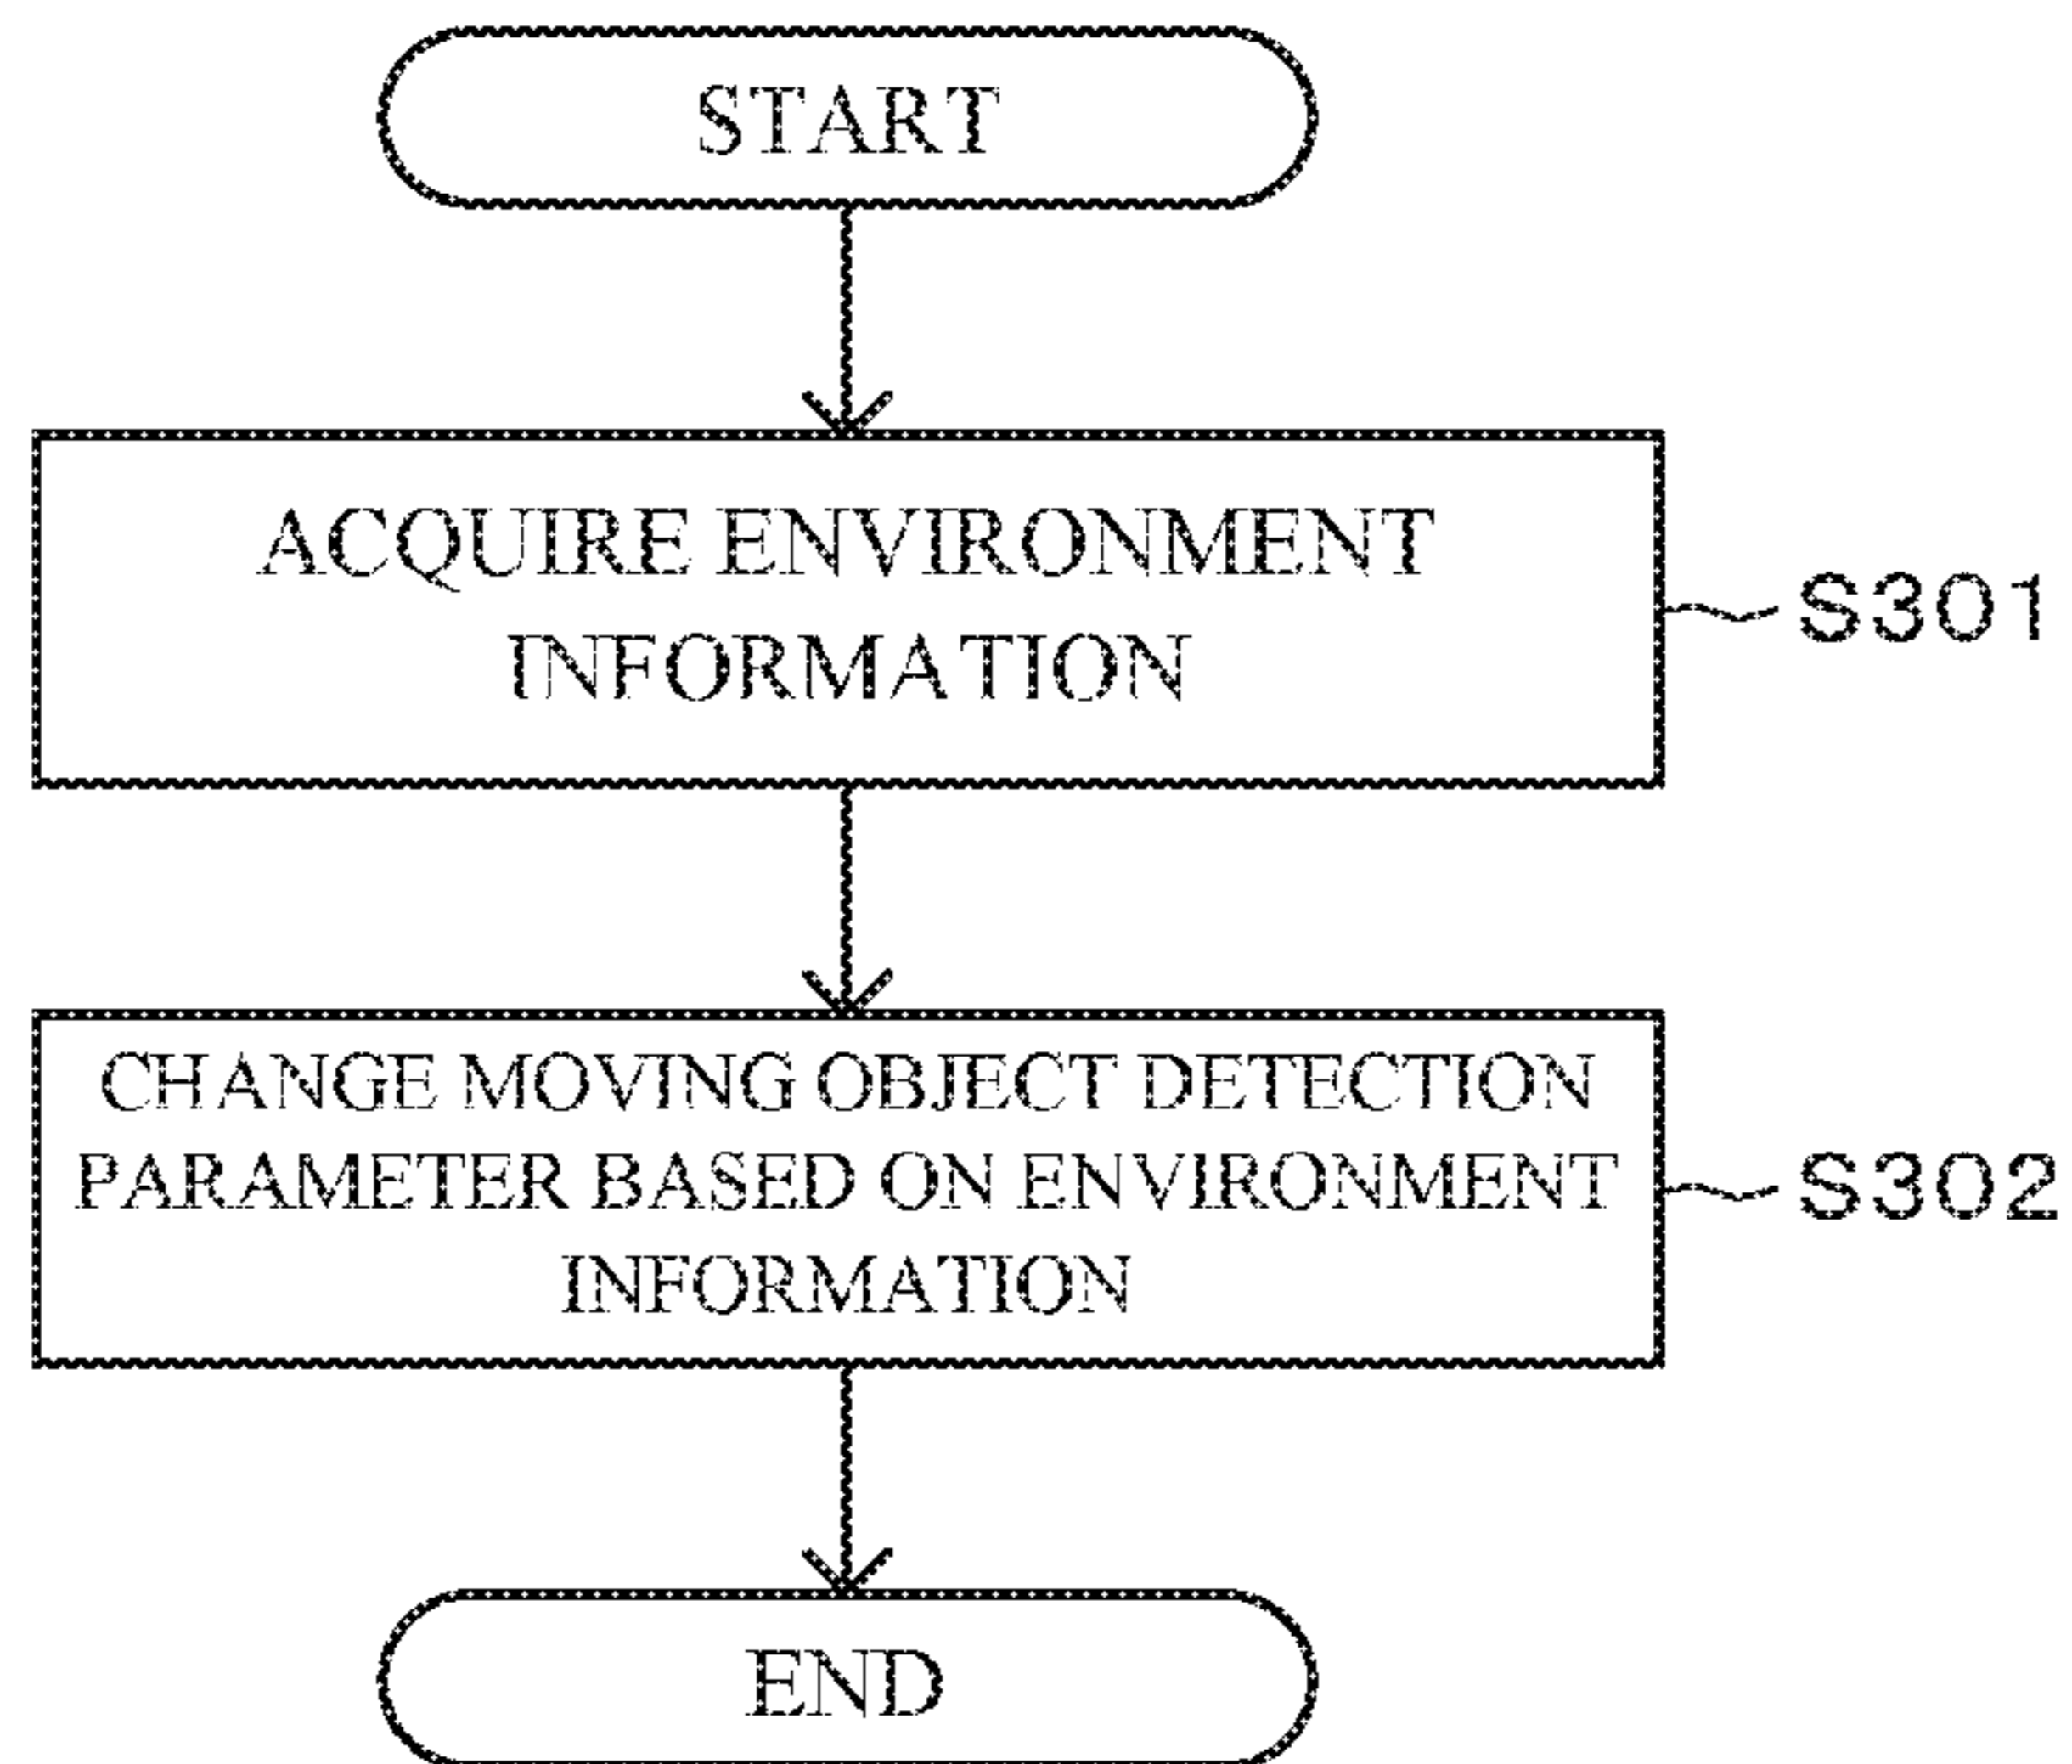 START
ACQUIRE ENVIRONMENT
INFORMATION
S301
CHANGE MOVING OBJECT DETECTION
PARAMETER BASED ON ENVIRONMENT
INFORMATION
S302
END